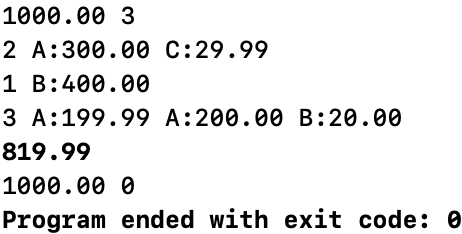 1000.00 3
2 A:300.00 C:29.99
1 B:400.00
3 A:199.99 A:200.00 B:20.00
819.99
1000.00 0
Program ended with exit code: 0